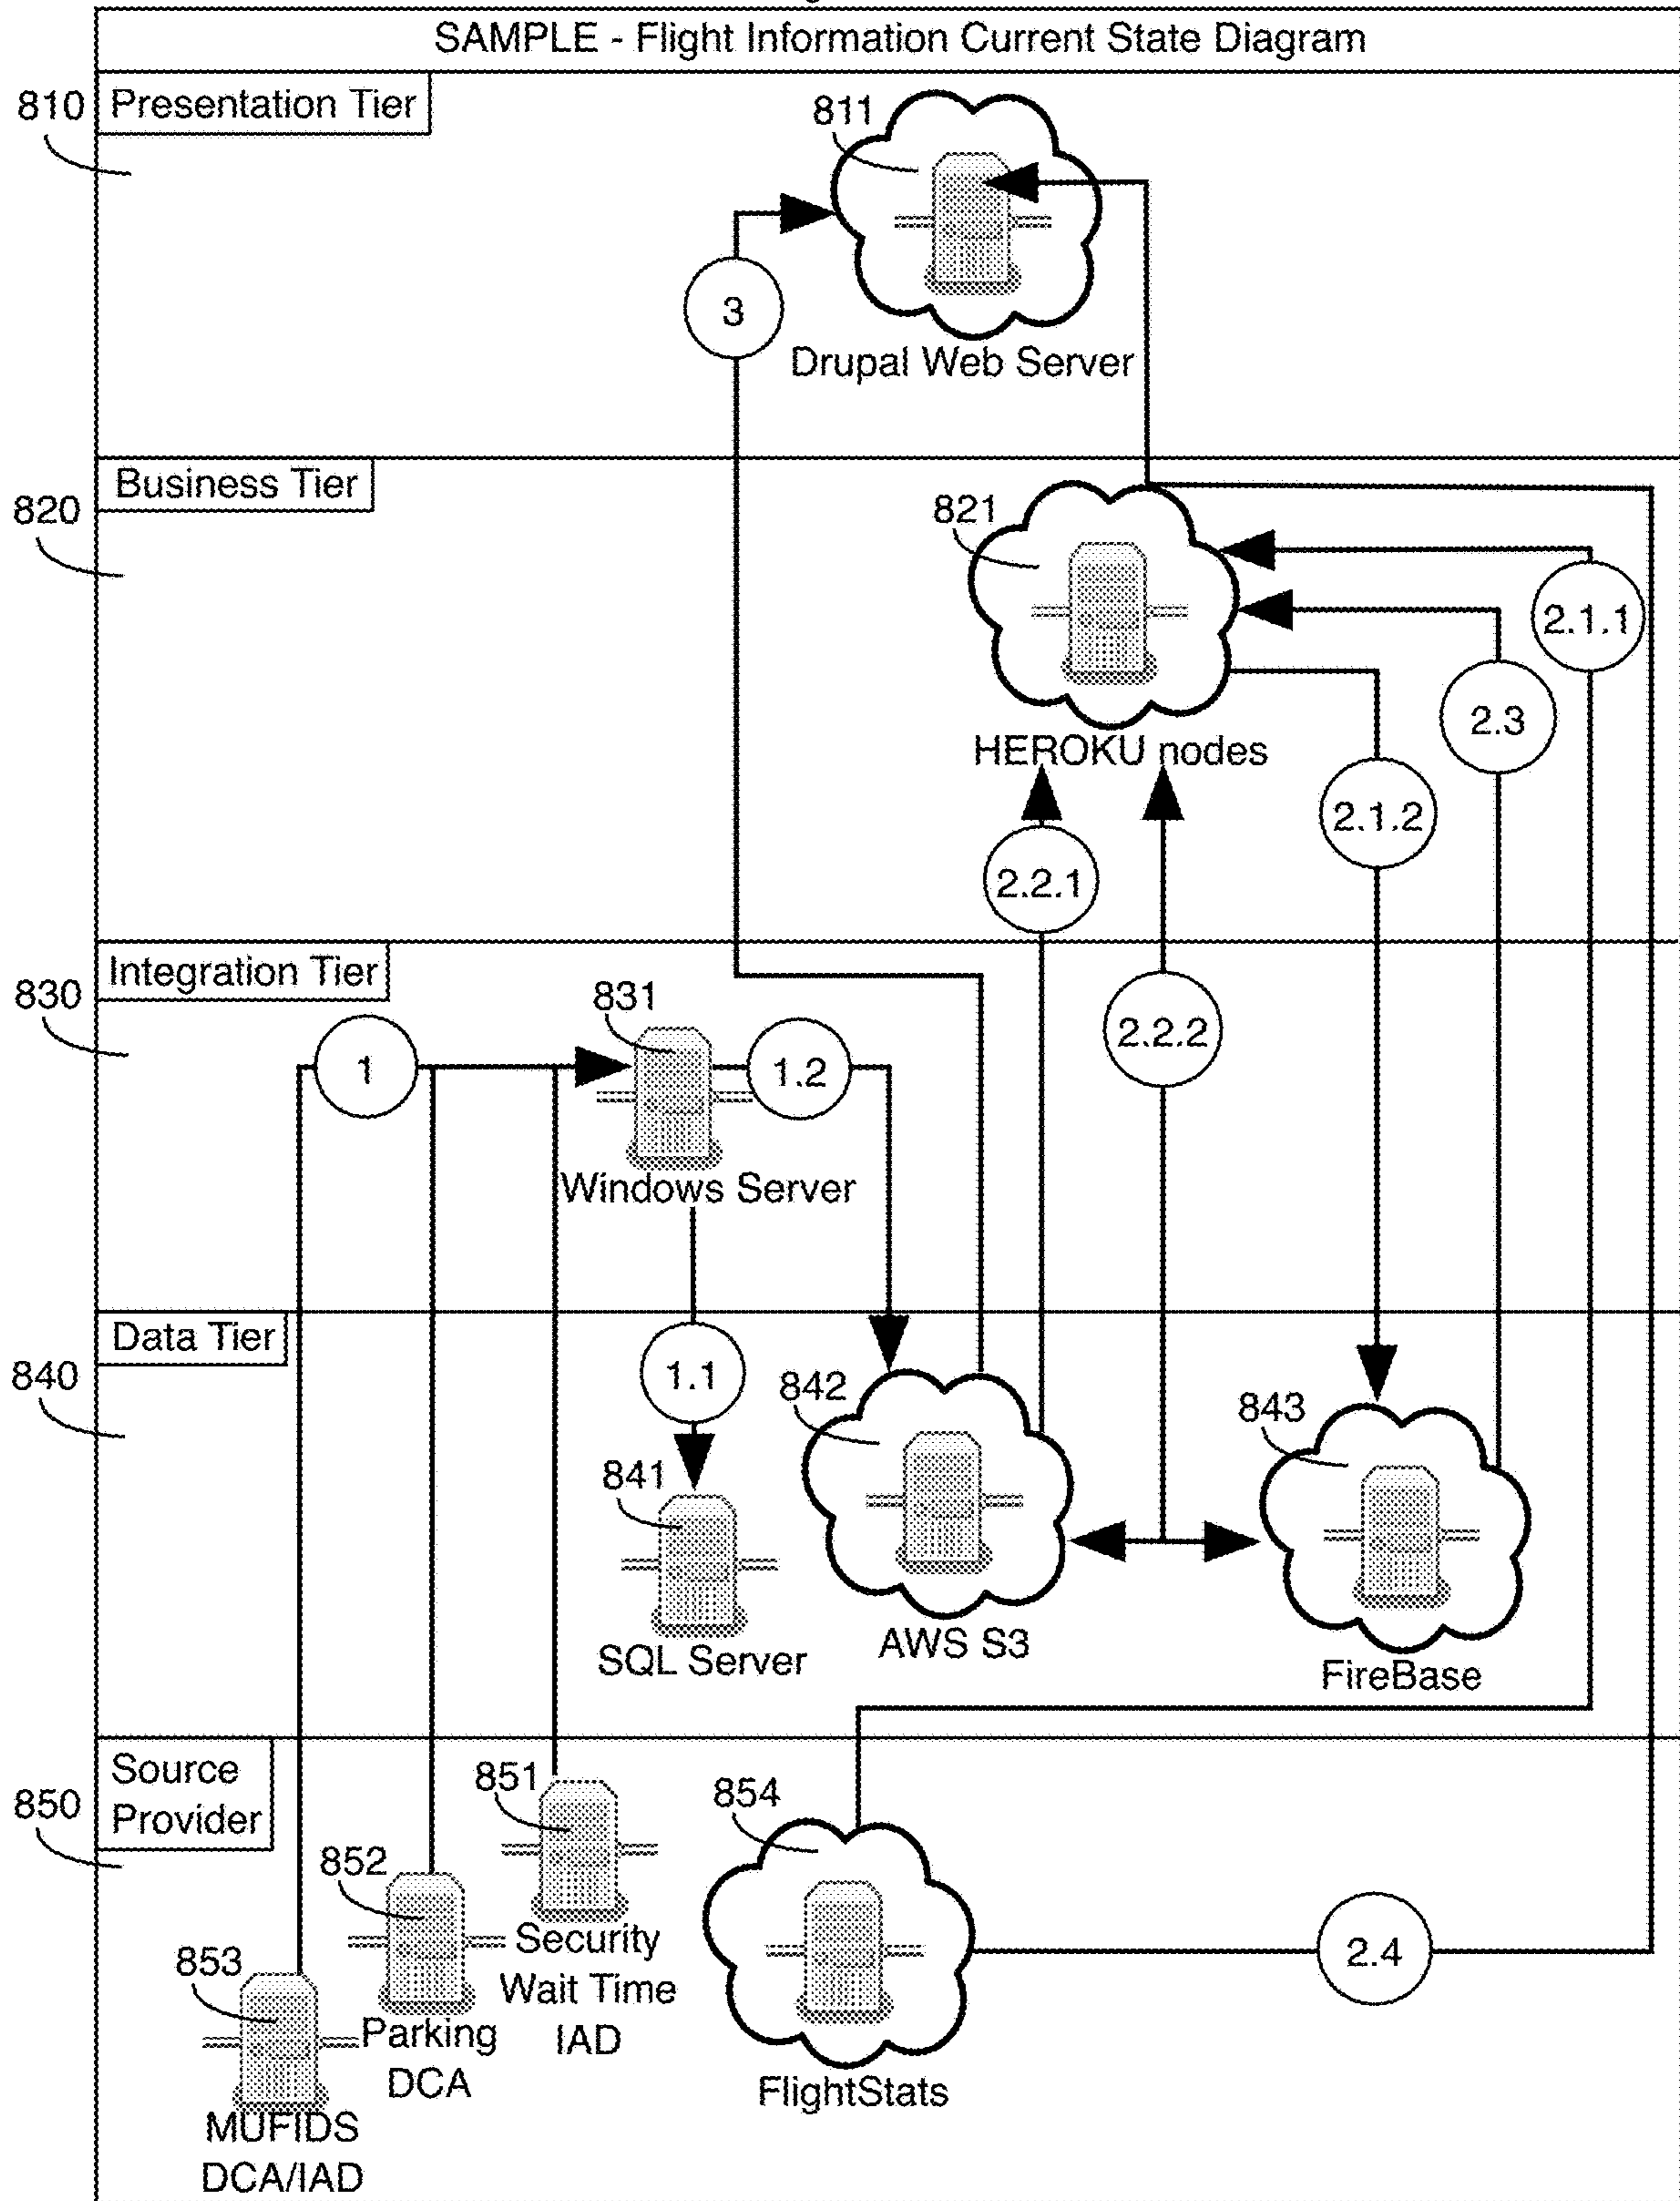 SAMPLE - Flight Information Current State Diagram
810
Presentation Tier
811
3
Drupal Web Server
Business Tier
820
821
2.1.1
2.3
HEROKU nodes
2.1.2
2.2.1
Integration Tier
830
831
2.2.2
1
1.2
Windows Server
Data Tier
840
1.1
842
843
841
SQL Server
AWS S3
FireBase
Source
Provider
850
851
854
852
Security
Wait Time
IAD
2.4
853
Parking
DCA
FlightStats
MUFIDS
DCA/IAD